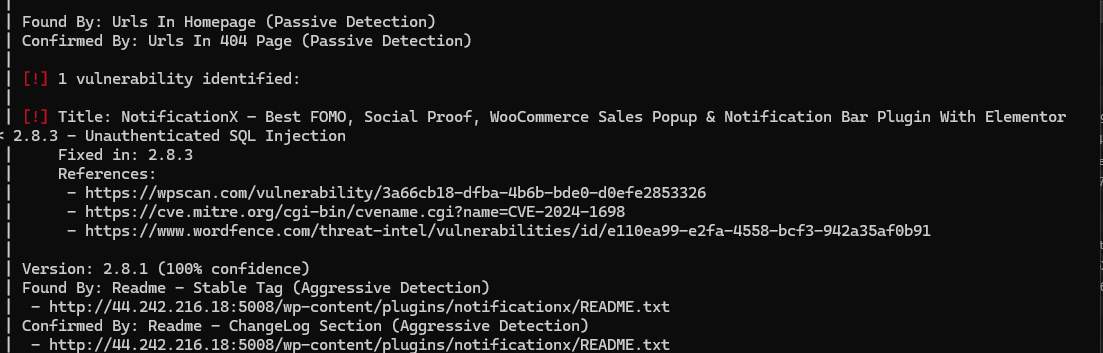 |
| Found By: Urls In Homepage (Passive Detection)
| Confirmed By: Urls In 404 Page (Passive Detection)
|
| [!] 1 vulnerability identified:
|
| [!] Title: NotificationX – Best FOMO, Social Proof, WooCommerce Sales Popup & Notification Bar Plugin With Elementor
< 2.8.3 – Unauthenticated SQL Injection
|     Fixed in: 2.8.3
|     References:
|      - https://wpscan.com/vulnerability/3a66cb18-dfba-4b6b-bde0-d0efe2853326
|      - https://cve.mitre.org/cgi-bin/cvename.cgi?name=CVE-2024-1698
|      - https://www.wordfence.com/threat-intel/vulnerabilities/id/e110ea99-e2fa-4558-bcf3-942a35af0b91
|
| Version: 2.8.1 (100% confidence)
| Found By: Readme - Stable Tag (Aggressive Detection)
|  - http://44.242.216.18:5008/wp-content/plugins/notificationx/README.txt
| Confirmed By: Readme - ChangeLog Section (Aggressive Detection)
|  - http://44.242.216.18:5008/wp-content/plugins/notificationx/README.txt